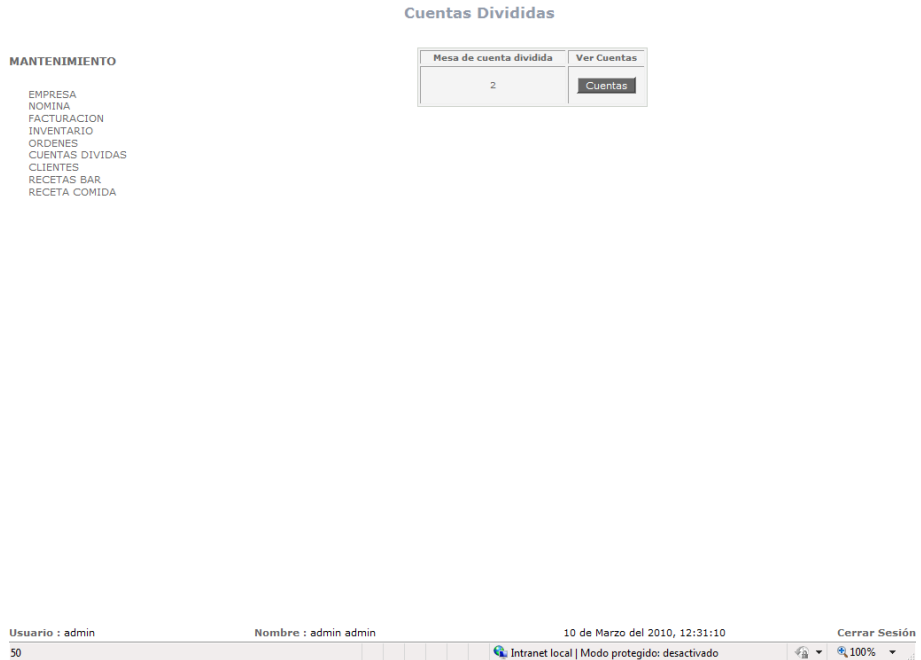 Cuentas Divididas
MANTENIMIENTO
EMPRESA
NOMINA
FACTURACION
INVENTARIO
ORDENES
CUENTAS DIVIDAS
CLIENTES
RECETAS BAR
RECETA COMIDA
Mesa de cuenta dividida Ver Cuentas
2 Cuentas
Usuario : admin Nombre : admin admin 10 de Marzo del 2010, 12:31:10 Cerrar Sesión
50 Intranet local | Modo protegido: desactivado 100%